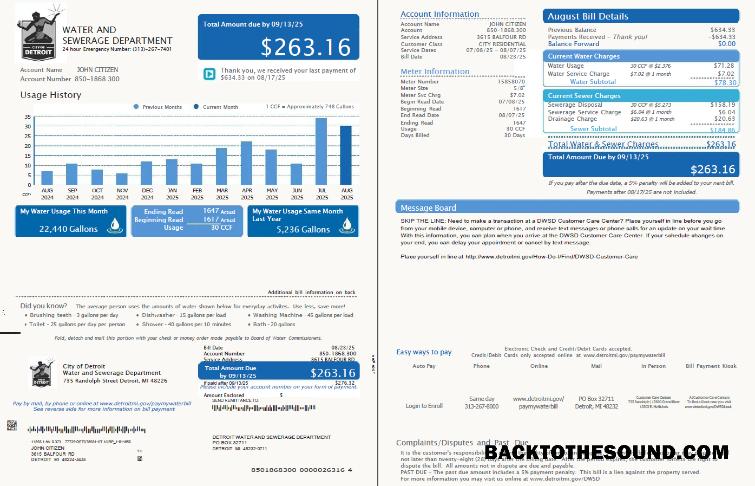 WATER AND
SEWERAGE DEPARTMENT
24 hour Emergency Number: (313)-267-7401
CITY OF
DETROIT
Total Amount due by 09/13/25
$263.16
Account Name JOHN CITIZEN
Account Number 850-1868.300
Thank you, we received your last payment of
$634.33 on 08/17/25
Usage History
Previous Months
Current Month
1 CCF = Approximately 748 Gallons
35
30
25
20
15
10
5
0
CCF
AUG 2024
SEP 2024
OCT 2024
NOV 2024
DEC 2024
JAN 2025
FEB 2025
MAR 2025
APR 2025
MAY 2025
JUN 2025
JUL 2025
AUG 2025
My Water Usage This Month
22,440 Gallons
Ending Read 1647 Actual
Beginning Read 1617 Actual
Usage 30 CCF
My Water Usage Same Month
Last Year
5,236 Gallons
Additional bill information on back
Did you know? The average person uses the amounts of water shown below for everyday activities. Use less, save more!
• Brushing teeth - 3 gallons per day
• Dishwasher - 15 gallons per load
• Washing Machine - 45 gallons per load
• Toilet - 25 gallons per day per person
• Shower - 40 gallons per 10 minutes
• Bath - 20 gallons
Fold, detach and mail this portion with your check or money order made payable to Board of Water Commissioners.
City of Detroit
Water and Sewerage Department
735 Randolph Street Detroit, MI 48226
Bill Date 08/23/25
Account Number 850-1868.300
Service Address 3615 BALFOUR RD
Total Amount Due
by 09/13/25
$263.16
If paid after 09/13/25 $276.32
Please include your account number on your form of payment.
Amount Enclosed $
SEND REMITTANCE TO:
Pay by mail, by phone or online at www.detroitmi.gov/paymywaterbill
See reverse side for more information on bill payment
JOHN CITIZEN
3615 BALFOUR RD
DETROIT WATER AND SEWERAGE DEPARTMENT
PO BOX 32711
DETROIT MI 48232-0711
8501868300 0000026316 4
Account Information
Account Name JOHN CITIZEN
Account 850-1868.300
Service Address 3615 BALFOUR RD
Customer Class CITY RESIDENTIAL
Service Dates 07/08/25 - 08/07/25
Bill Date 08/23/25
Meter Information
Meter Number 15858070
Meter Size 5/8"
Meter Svc Chrg $7.02
Begin Read Date 07/08/25
Begin Read 1617
End Read Date 08/07/25
Ending Read 1647
Usage 30 CCF
Days Billed 30 Days
August Bill Details
Previous Balance $634.33
Payments Received - Thank you! -$634.33
Balance Forward $0.00
Current Water Charges
Water Usage 30 CCF @ $2.376 $71.28
Water Service Charge $7.02 @ 1 month $7.02
Water Subtotal $78.30
Current Sewer Charges
Sewerage Disposal 30 CCF @ $5.273 $158.19
Sewerage Service Charge $6.04 @ 1 month $6.04
Drainage Charge $20.63 @ 1 month $20.63
Sewer Subtotal $184.86
Total Water & Sewer Charges $263.16
Total Amount Due by 09/13/25
$263.16
If you pay after the due date, a 5% penalty will be added to your next bill.
Payments after 08/17/25 are not included.
Message Board
SKIP THE LINE: Need to make a transaction at a DWSD Customer Care Center? Place yourself in line before you go
from your mobile device, computer or phone, and receive text messages or phone calls for an update on your wait time.
With this information, you can plan when you arrive at the DWSD Customer Care Center. If your schedule changes on
your end, you can delay your appointment or cancel by text message.
Place yourself in line at http://www.detroitmi.gov/How-Do-I/Find/DWSD-Customer-Care
Easy ways to pay
Electronic Check and Credit/Debit Cards accepted.
Credit/Debit Cards only accepted online at www.detroitmi.gov/paymywaterbill
Auto Pay
Phone
Online
Mail
In Person
Bill Payment Kiosk
Login to Enroll
Same day
313-267-8000
www.detroitmi.gov/
paymywaterbill
PO BOX 32711
Detroit, MI 48232
Complaints/Disputes and Past Due
BACKTOTHESOUND.COM
It is the customer's responsibility
not later than twenty-eight (28)
dispute the bill. All amounts not in dispute are due and payable.
PAST DUE - The past due amount includes a 5% payment penalty. This bill is a lien against the property served.
For more information you may visit us online at www.detroitmi.gov/DWSD